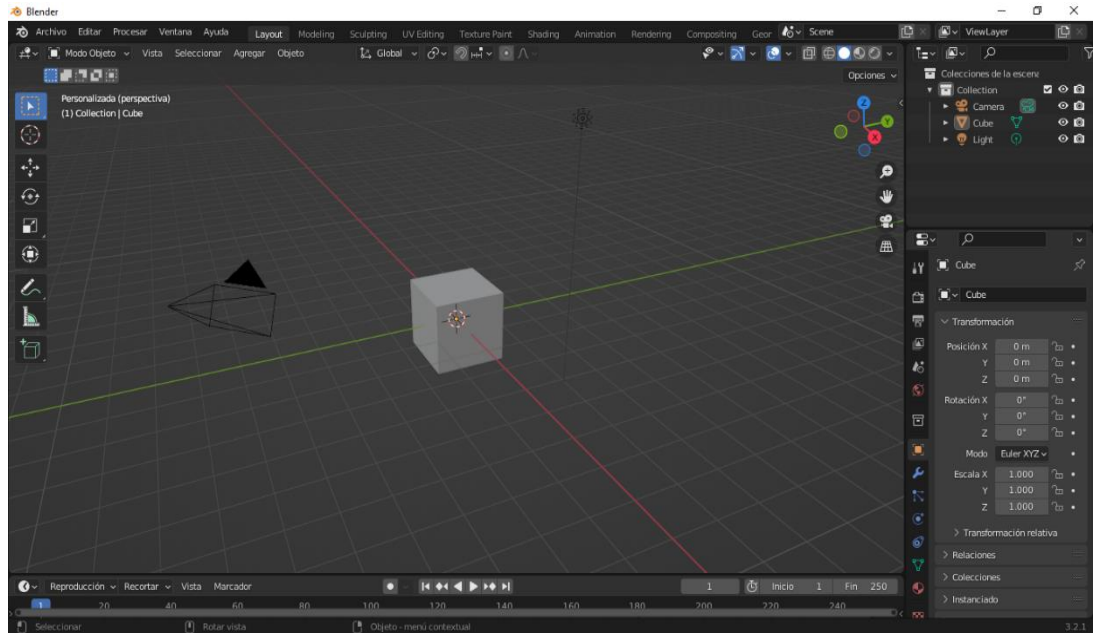 Blender
Archivo Editar Procesar Ventana Ayuda Layout Modeling Sculpting UV Editing Texture Paint Shading Animation Rendering Compositing Geor Scene ViewLayer
Modo Objeto Vista Seleccionar Agregar Objeto Global
Opciones
Personalizada (perspectiva)
(1) Collection | Cube
Z
Y
X
Colecciones de la escena
Collection
Camera
Cube
Light
Cube
Cube
Transformación
Posición X 0 m
Y 0 m
Z 0 m
Rotación X 0°
Y 0°
Z 0°
Modo Euler XYZ
Escala X 1.000
Y 1.000
Z 1.000
Transformación relativa
Relaciones
Colecciones
Instanciado
Reproducción Recortar Vista Marcador 1 Inicio 1 Fin 250
1 20 40 60 80 100 120 140 160 180 200 220 240
Seleccionar Rotar vista Objeto - menú contextual 3.2.1